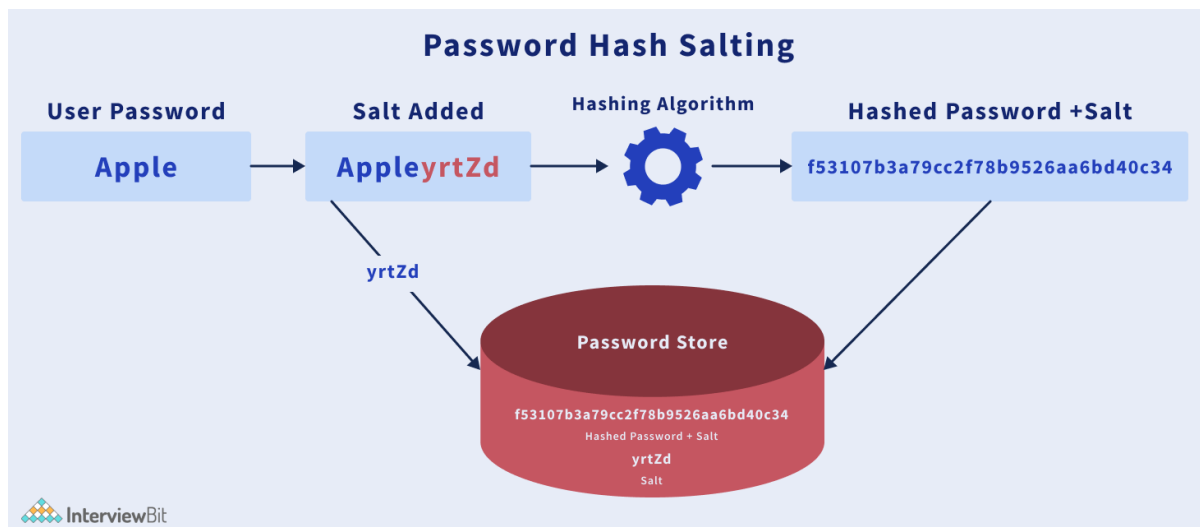 Password Hash Salting
User Password
Salt Added
Hashing Algorithm
Hashed Password +Salt
Apple
AppleyrtZd
f53107b3a79cc2f78b9526aa6bd40c34
yrtZd
Password Store
f53107b3a79cc2f78b9526aa6bd40c34
Hashed Password + Salt
yrtZd
Salt
InterviewBit